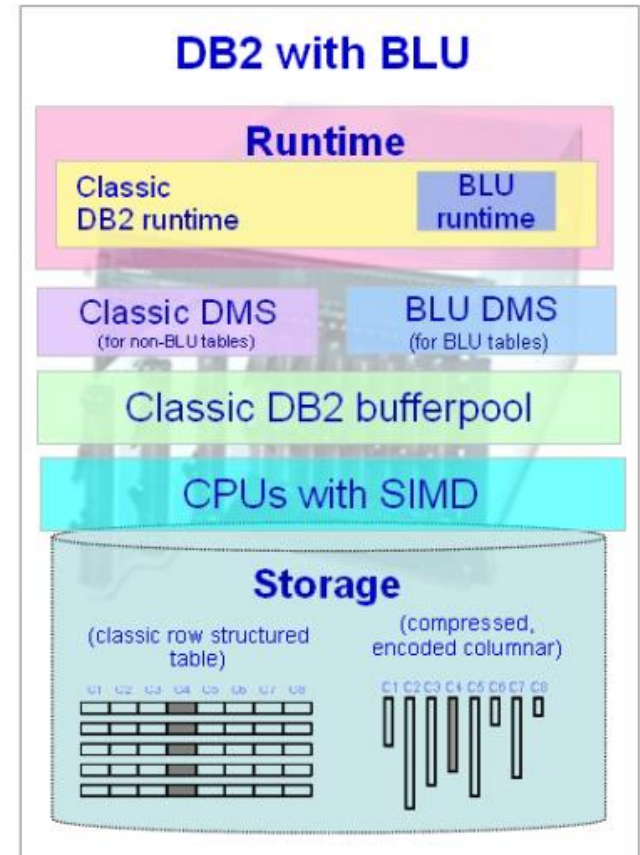 DB2 with BLU
Runtime
Classic
DB2 runtime
BLU
runtime
Classic DMS
(for non-BLU tables)
BLU DMS
(for BLU tables)
Classic DB2 bufferpool
CPUs with SIMD
Storage
(classic row structured
table)
(compressed,
encoded columnar)
C1 C2 C3 C4 C5 C6 C7 C8
C1 C2 C3 C4 C5 C6 C7 C8